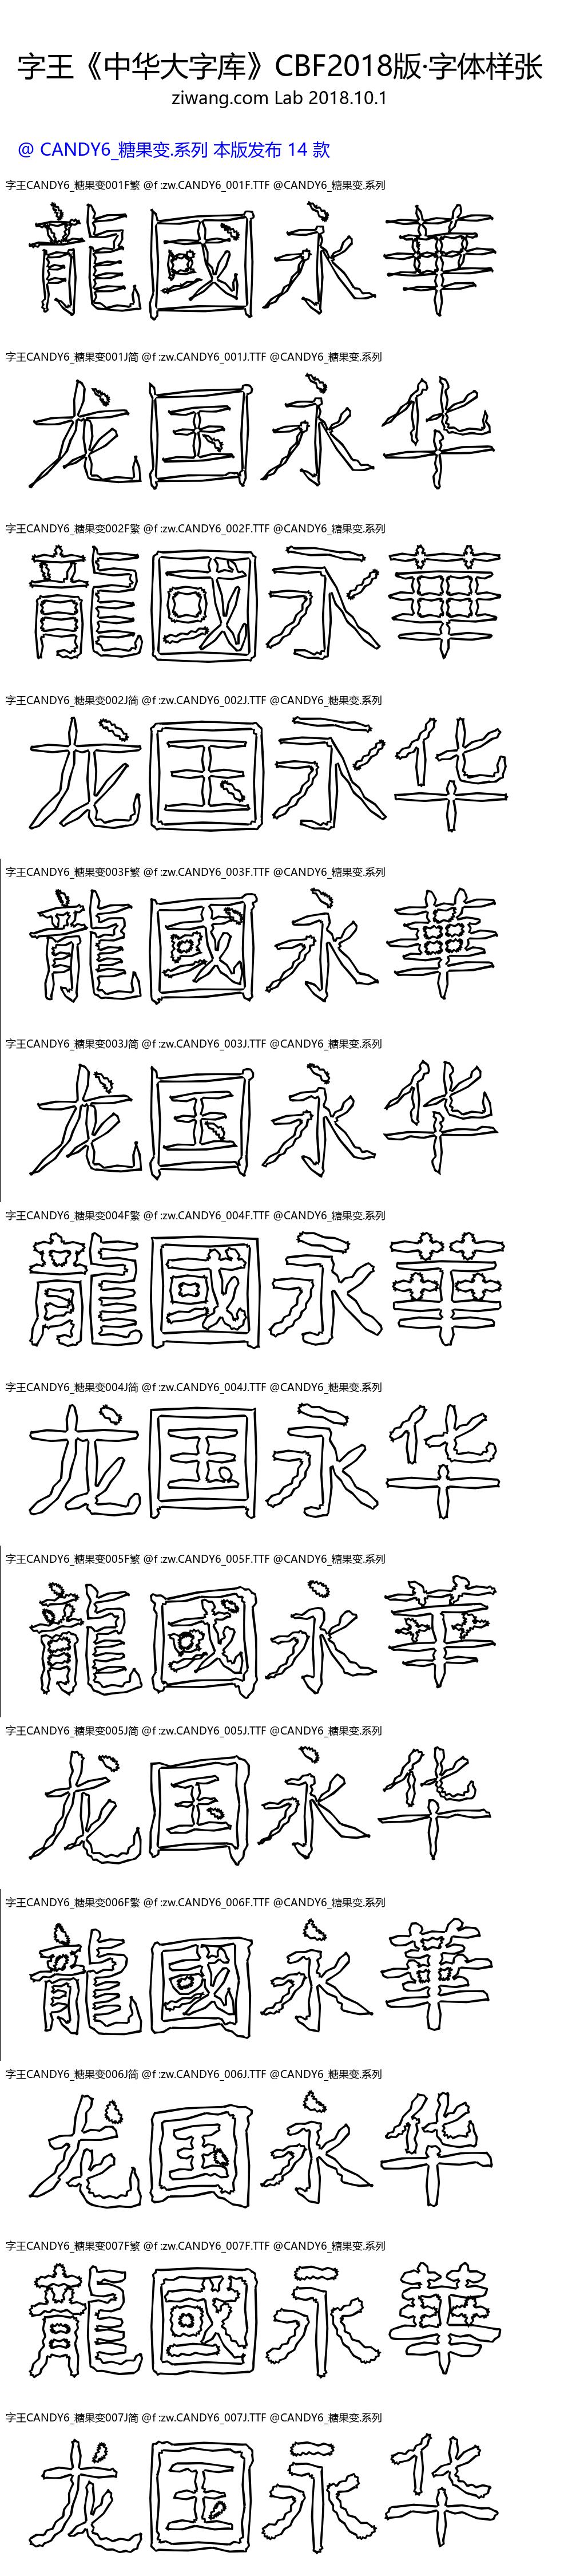 字王《中华大字库》CBF2018版·字体样张
ziwang.com Lab 2018.10.1
@ CANDY6_糖果变.系列 本版发布 14 款
字王CANDY6_糖果变001F繁 @f :zw.CANDY6_001F.TTF @CANDY6_糖果变.系列
龍國永華
字王CANDY6_糖果变001J简 @f :zw.CANDY6_001J.TTF @CANDY6_糖果变.系列
龙国永华
字王CANDY6_糖果变002F繁 @f :zw.CANDY6_002F.TTF @CANDY6_糖果变.系列
龍國永華
字王CANDY6_糖果变002J简 @f :zw.CANDY6_002J.TTF @CANDY6_糖果变.系列
龙国永华
字王CANDY6_糖果变003F繁 @f :zw.CANDY6_003F.TTF @CANDY6_糖果变.系列
龍國永華
字王CANDY6_糖果变003J简 @f :zw.CANDY6_003J.TTF @CANDY6_糖果变.系列
龙国永华
字王CANDY6_糖果变004F繁 @f :zw.CANDY6_004F.TTF @CANDY6_糖果变.系列
龍國永華
字王CANDY6_糖果变004J简 @f :zw.CANDY6_004J.TTF @CANDY6_糖果变.系列
龙国永华
字王CANDY6_糖果变005F繁 @f :zw.CANDY6_005F.TTF @CANDY6_糖果变.系列
龍國永華
字王CANDY6_糖果变005J简 @f :zw.CANDY6_005J.TTF @CANDY6_糖果变.系列
龙国永华
字王CANDY6_糖果变006F繁 @f :zw.CANDY6_006F.TTF @CANDY6_糖果变.系列
龍國永華
字王CANDY6_糖果变006J简 @f :zw.CANDY6_006J.TTF @CANDY6_糖果变.系列
龙国永华
字王CANDY6_糖果变007F繁 @f :zw.CANDY6_007F.TTF @CANDY6_糖果变.系列
龍國永華
字王CANDY6_糖果变007J简 @f :zw.CANDY6_007J.TTF @CANDY6_糖果变.系列
龙国永华